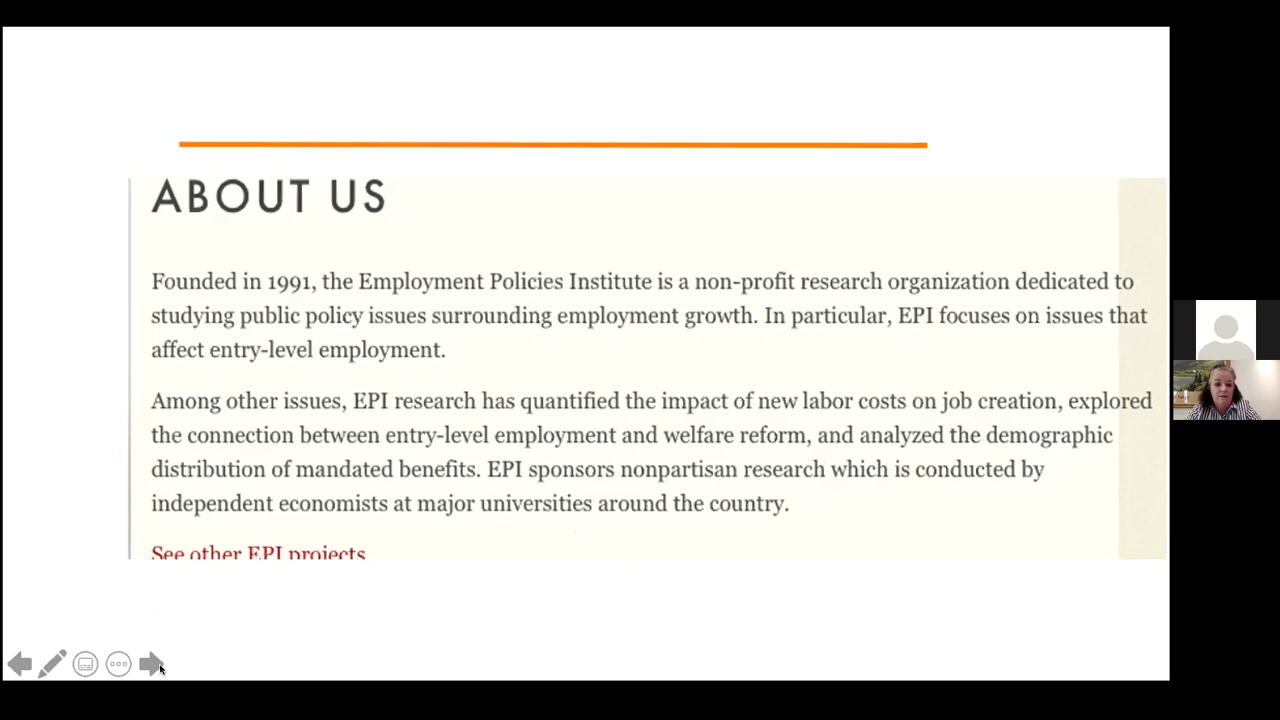 ABOUT US
Founded in 1991, the Employment Policies Institute is a non-profit research organization dedicated to
studying public policy issues surrounding employment growth. In particular, EPI focuses on issues that
affect entry-level employment.
Among other issues, EPI research has quantified the impact of new labor costs on job creation, explored
the connection between entry-level employment and welfare reform, and analyzed the demographic
distribution of mandated benefits. EPI sponsors nonpartisan research which is conducted by
independent economists at major universities around the country.
See other EPI projects